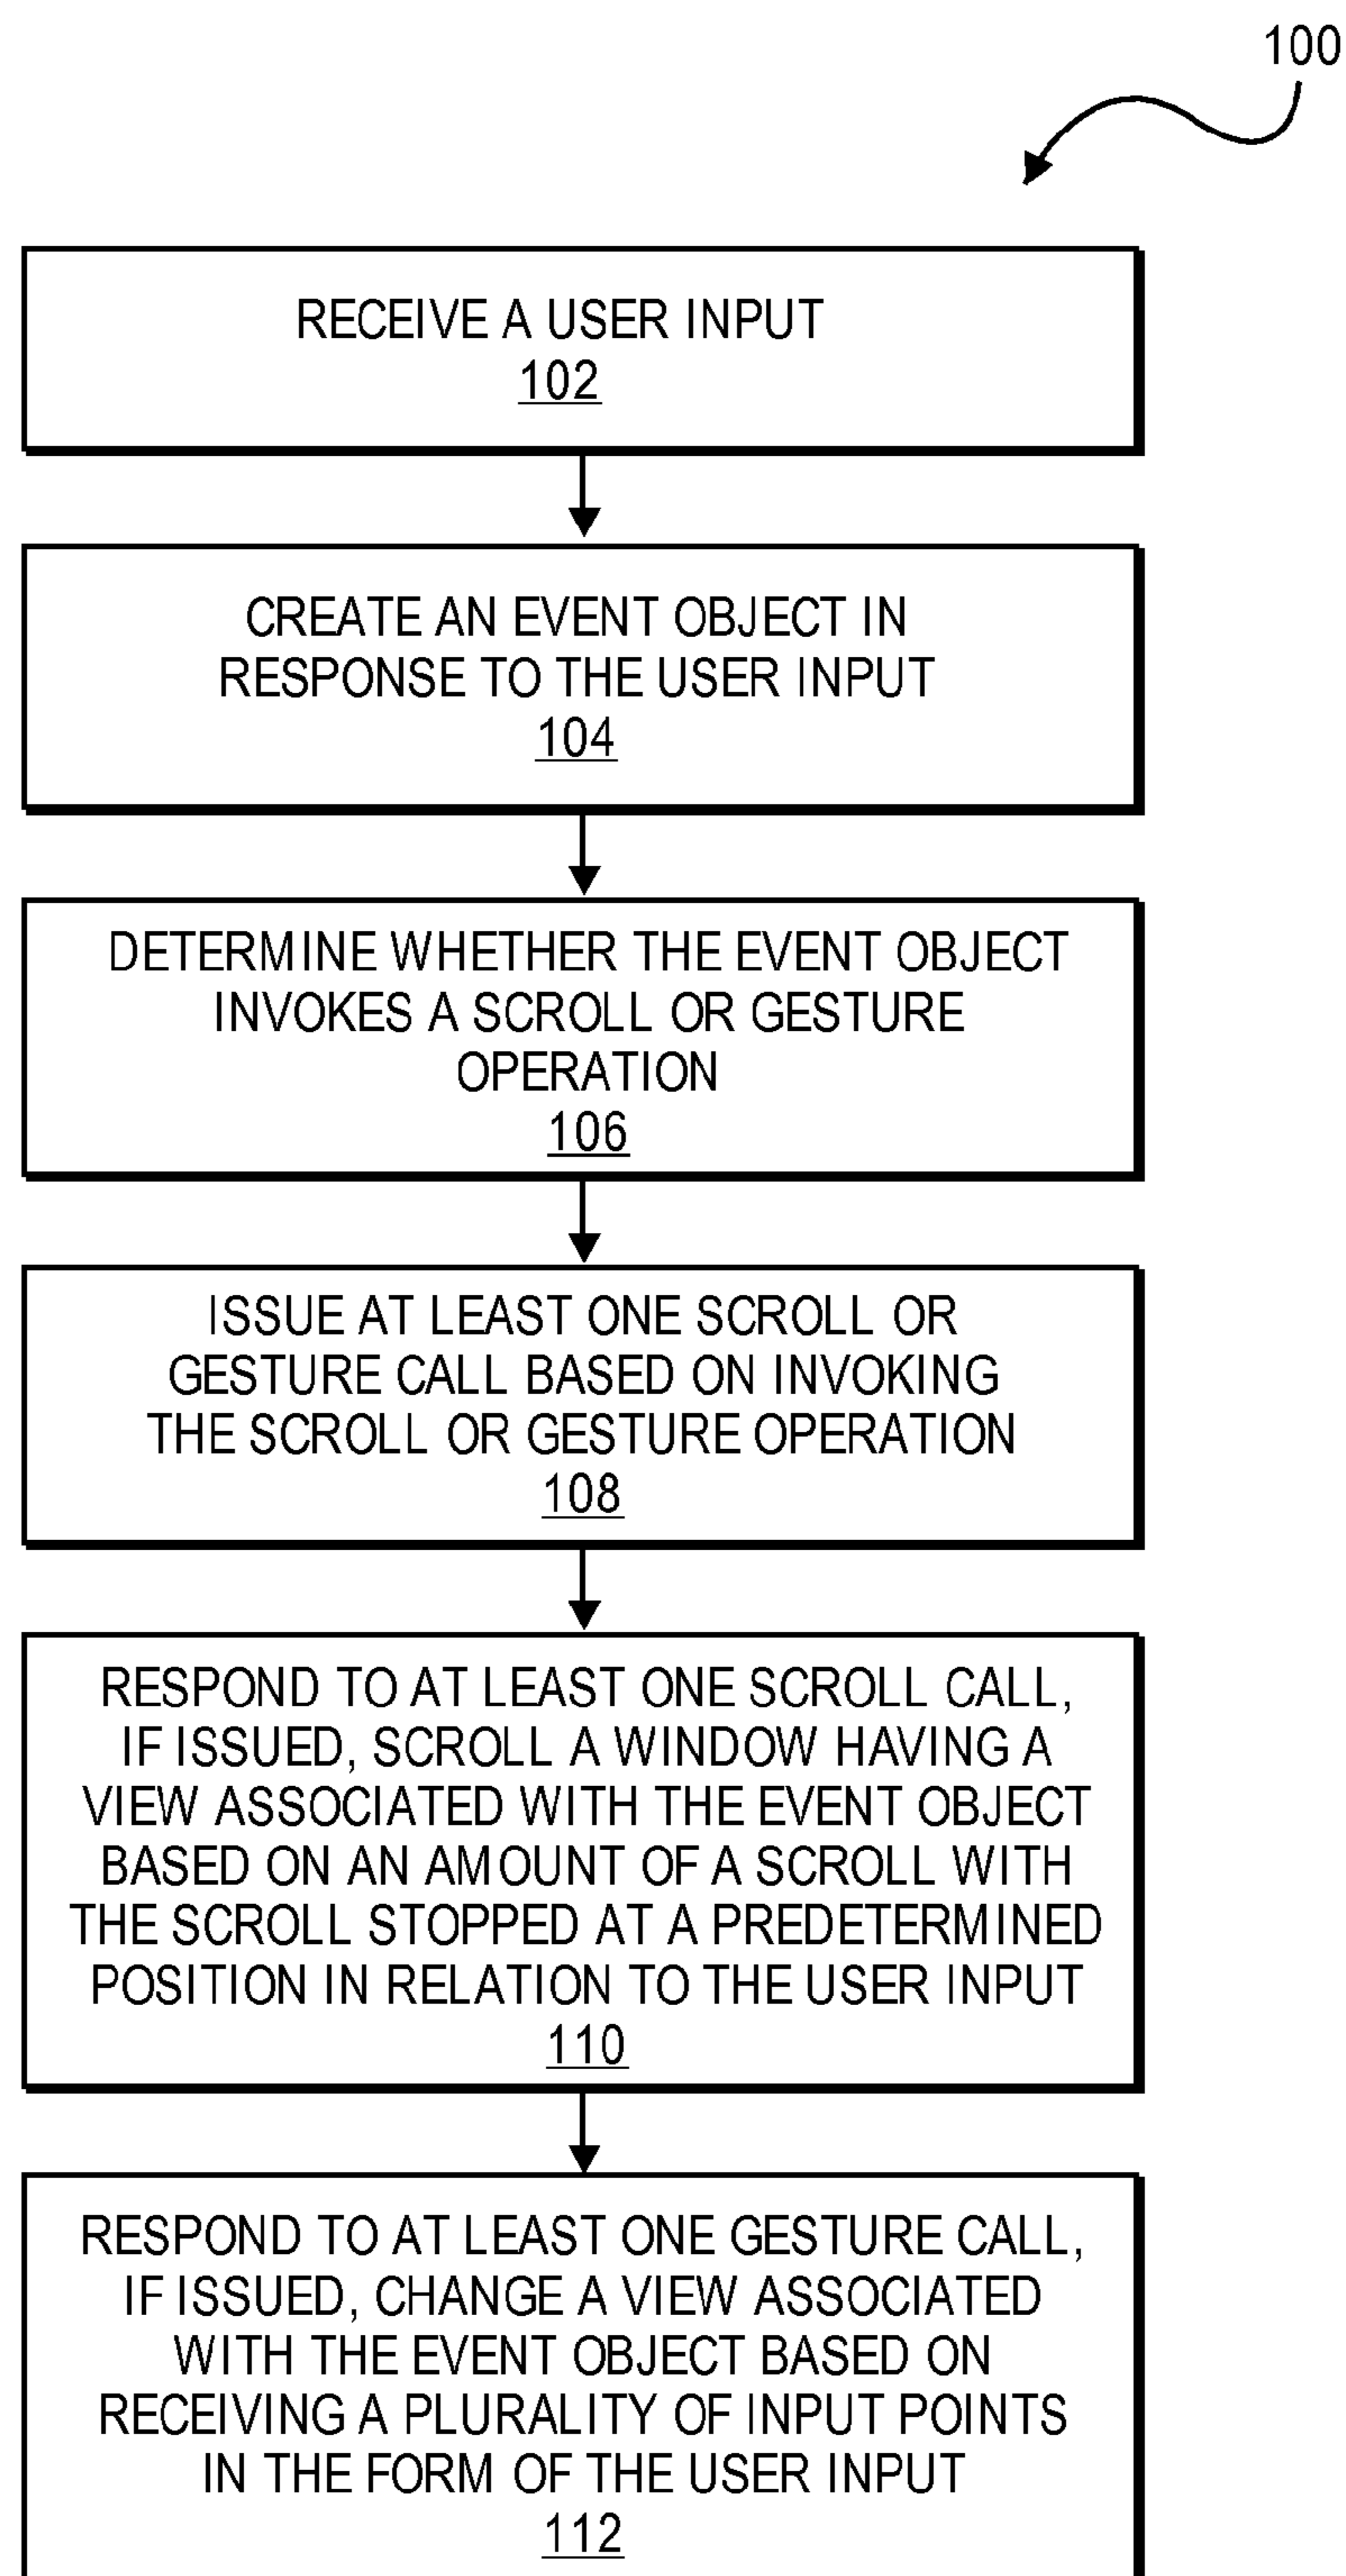 100
RECEIVE A USER INPUT
102
CREATE AN EVENT OBJECT IN
RESPONSE TO THE USER INPUT
104
DETERMINE WHETHER THE EVENT OBJECT
INVOKES A SCROLL OR GESTURE
OPERATION
106
ISSUE AT LEAST ONE SCROLL OR
GESTURE CALL BASED ON INVOKING
THE SCROLL OR GESTURE OPERATION
108
RESPOND TO AT LEAST ONE SCROLL CALL,
IF ISSUED, SCROLL A WINDOW HAVING A
VIEW ASSOCIATED WITH THE EVENT OBJECT
BASED ON AN AMOUNT OF A SCROLL WITH
THE SCROLL STOPPED AT A PREDETERMINED
POSITION IN RELATION TO THE USER INPUT
110
RESPOND TO AT LEAST ONE GESTURE CALL,
IF ISSUED, CHANGE A VIEW ASSOCIATED
WITH THE EVENT OBJECT BASED ON
RECEIVING A PLURALITY OF INPUT POINTS
IN THE FORM OF THE USER INPUT
112